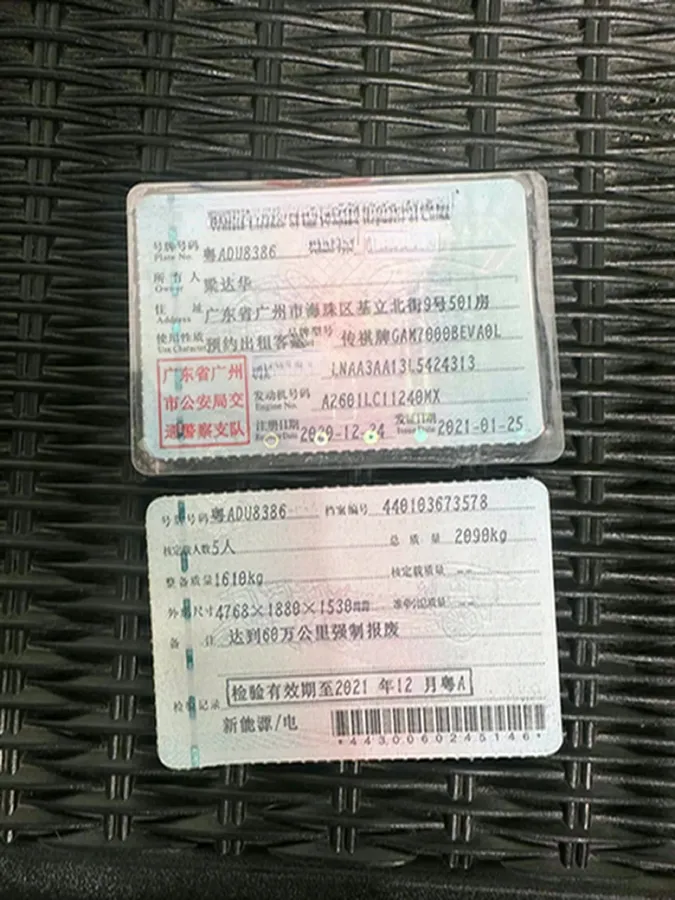 号牌号码 粤ADU8386
Plate No.
所有人 梁达华
Owner
住址 广东省广州市海珠区基立北街9号501房
Address
使用性质 预约出租客 品牌型号 传祺牌GAM7000BEVA0L
Use Character
LNAA3AA13L5424313
VIN
广东省广州
市公安局交
通警察支队
发动机号码 A2601LC11240MX
Engine No.
注册日期 2020-12-24 发证日期 2021-01-25
Register Date Issue Date
号牌号码 粤ADU8386 档案编号 440103673578
核定载人数 5人 总质量 2090kg
整备质量 1610kg 核定载质量 --
外廓尺寸 4768×1880×1530mm 准牵引总质量 --
备注 达到60万公里强制报废
检验记录 检验有效期至2021年12月粤A
新能源/电
*4430060245146*